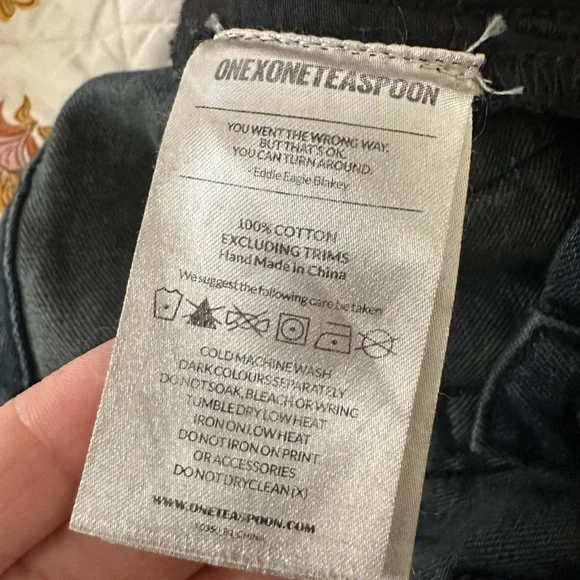 ONEXONETEASPOON
YOU WENT THE WRONG WAY.
BUT THAT'S OK.
YOU CAN TURN AROUND.
- Eddie Eagle Blakey
100% COTTON
EXCLUDING TRIMS
Hand Made in China
We suggest the following care be taken
COLD MACHINE WASH
DARK COLOURS SEPARATELY
DO NOT SOAK, BLEACH OR WRING
TUMBLE DRY LOW HEAT
IRON ON LOW HEAT
DO NOT IRON ON PRINT
OR ACCESSORIES
DO NOT DRYCLEAN (X)
WWW.ONETEASPOON.COM
CHINA